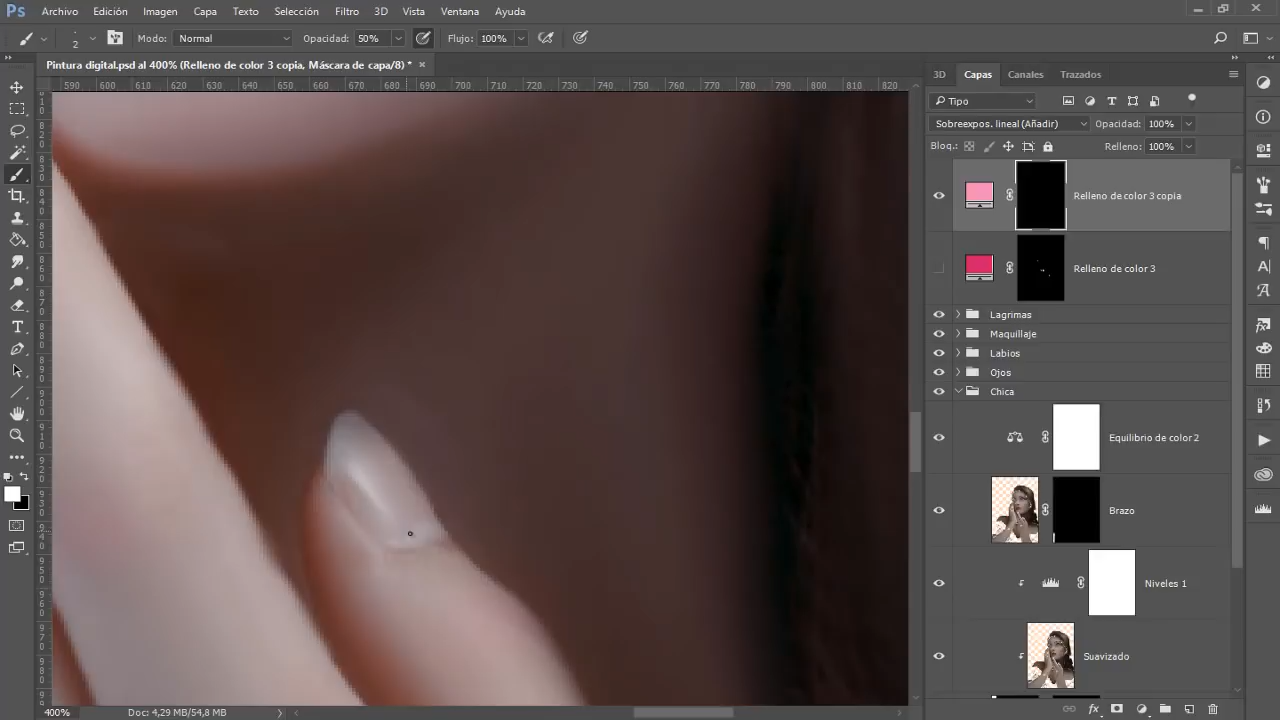 Ps Archivo Edición Imagen Capa Texto Selección Filtro 3D Vista Ventana Ayuda
2 Modo: Normal Opacidad: 50% Flujo: 100%
Pintura digital.psd al 400% (Relleno de color 3 copia, Máscara de capa/8) *
590 600 610 620 630 640 650 660 670 680 690 700 710 720 730 740 750 760 770 780 790 800 810 820
3D Capas Canales Trazados
Tipo
Sobreexpos. lineal (Añadir) Opacidad: 100%
Bloq.: Relleno: 100%
Relleno de color 3 copia
Relleno de color 3
Lagrimas
Maquillaje
Labios
Ojos
Chica
Equilibrio de color 2
Brazo
Niveles 1
Suavizado
400% Doc: 4,29 MB/54,8 MB